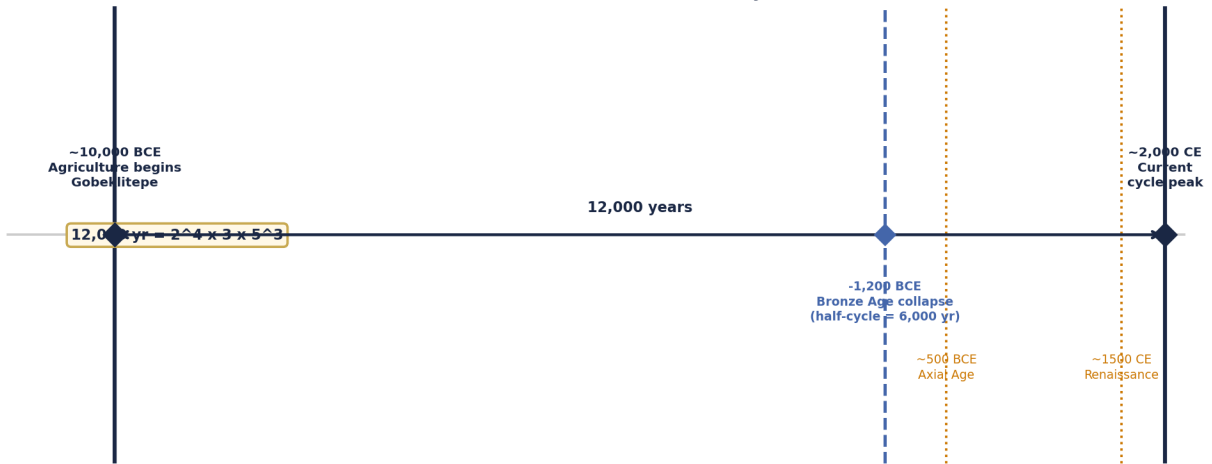 ~10,000 BCE
Agriculture begins
Gobeklitepe
~2,000 CE
Current
cycle peak
12,000 years
yr = 2^4 x 3 x 5^3
-1,200 BCE
Bronze Age collapse
(half-cycle = 6,000 yr)
~500 BCE
Axial Age
~1500 CE
Renaissance